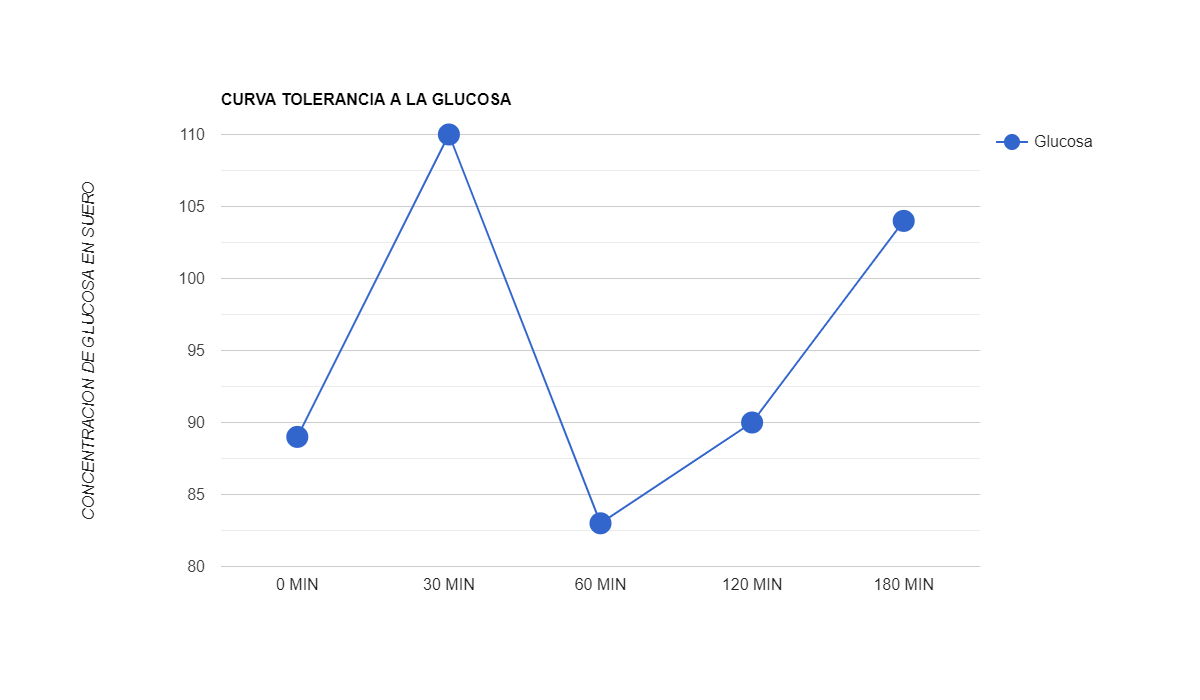 CURVA TOLERANCIA A LA GLUCOSA
Glucosa
CONCENTRACION DE GLUCOSA EN SUERO
110
105
100
95
90
85
80
0 MIN
30 MIN
60 MIN
120 MIN
180 MIN